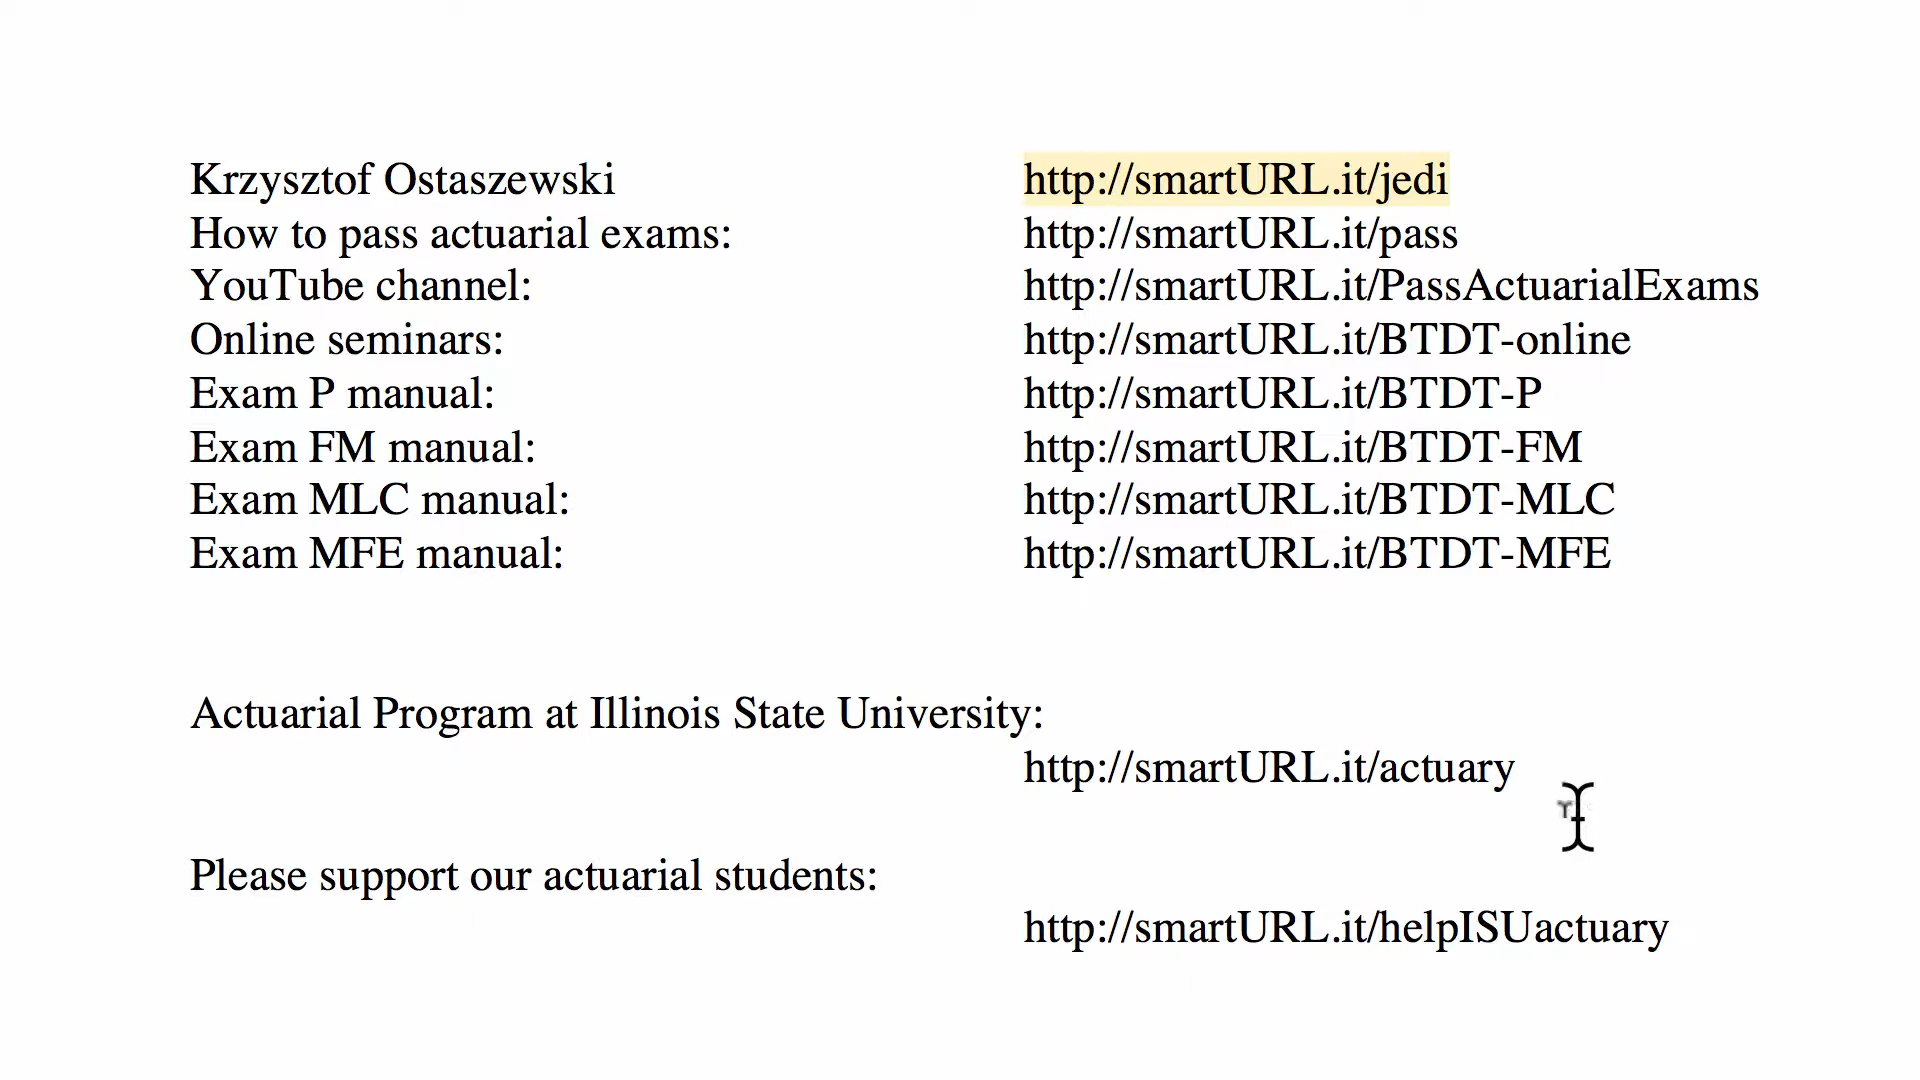 Krzysztof Ostaszewski http://smartURL.it/jedi
How to pass actuarial exams: http://smartURL.it/pass
YouTube channel: http://smartURL.it/PassActuarialExams
Online seminars: http://smartURL.it/BTDT-online
Exam P manual: http://smartURL.it/BTDT-P
Exam FM manual: http://smartURL.it/BTDT-FM
Exam MLC manual: http://smartURL.it/BTDT-MLC
Exam MFE manual: http://smartURL.it/BTDT-MFE
Actuarial Program at Illinois State University:
http://smartURL.it/actuary
Please support our actuarial students:
http://smartURL.it/helpISUactuary